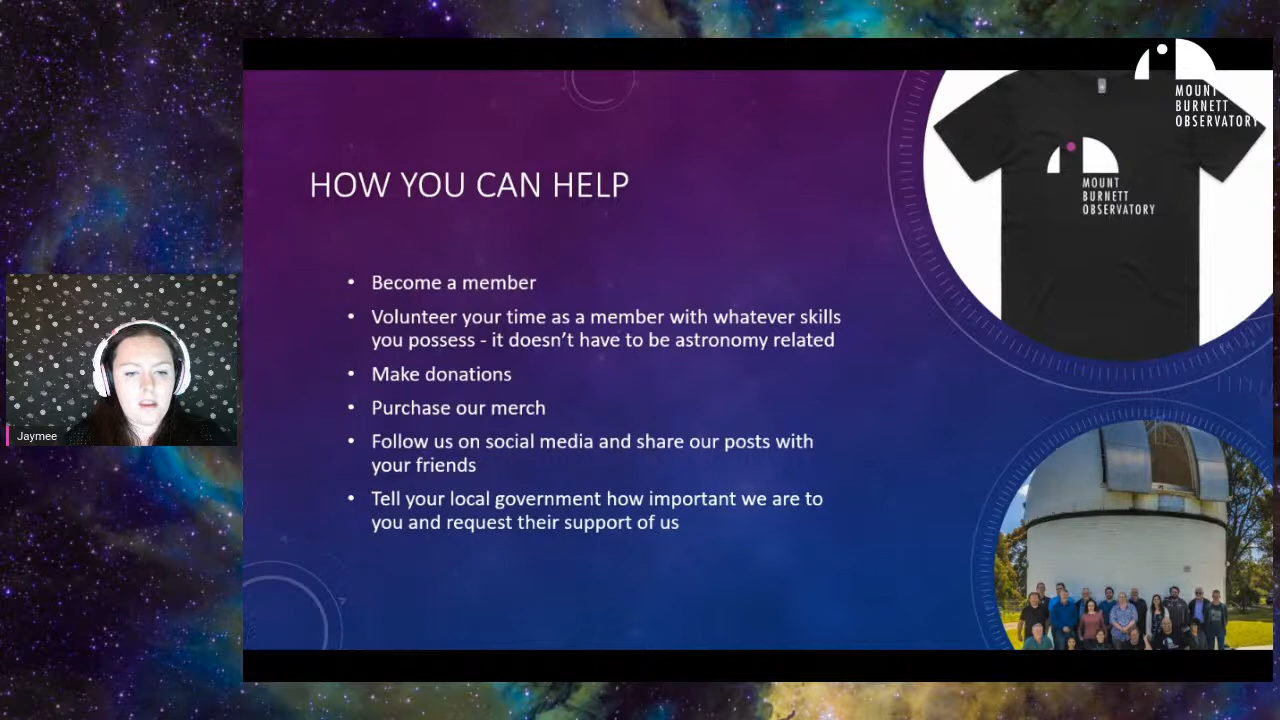 MOUNT
BURNETT
OBSERVATORY
MOUNT
BURNETT
OBSERVATORY
HOW YOU CAN HELP
• Become a member
• Volunteer your time as a member with whatever skills
you possess - it doesn't have to be astronomy related
• Make donations
• Purchase our merch
• Follow us on social media and share our posts with
your friends
• Tell your local government how important we are to
you and request their support of us
Jaymee